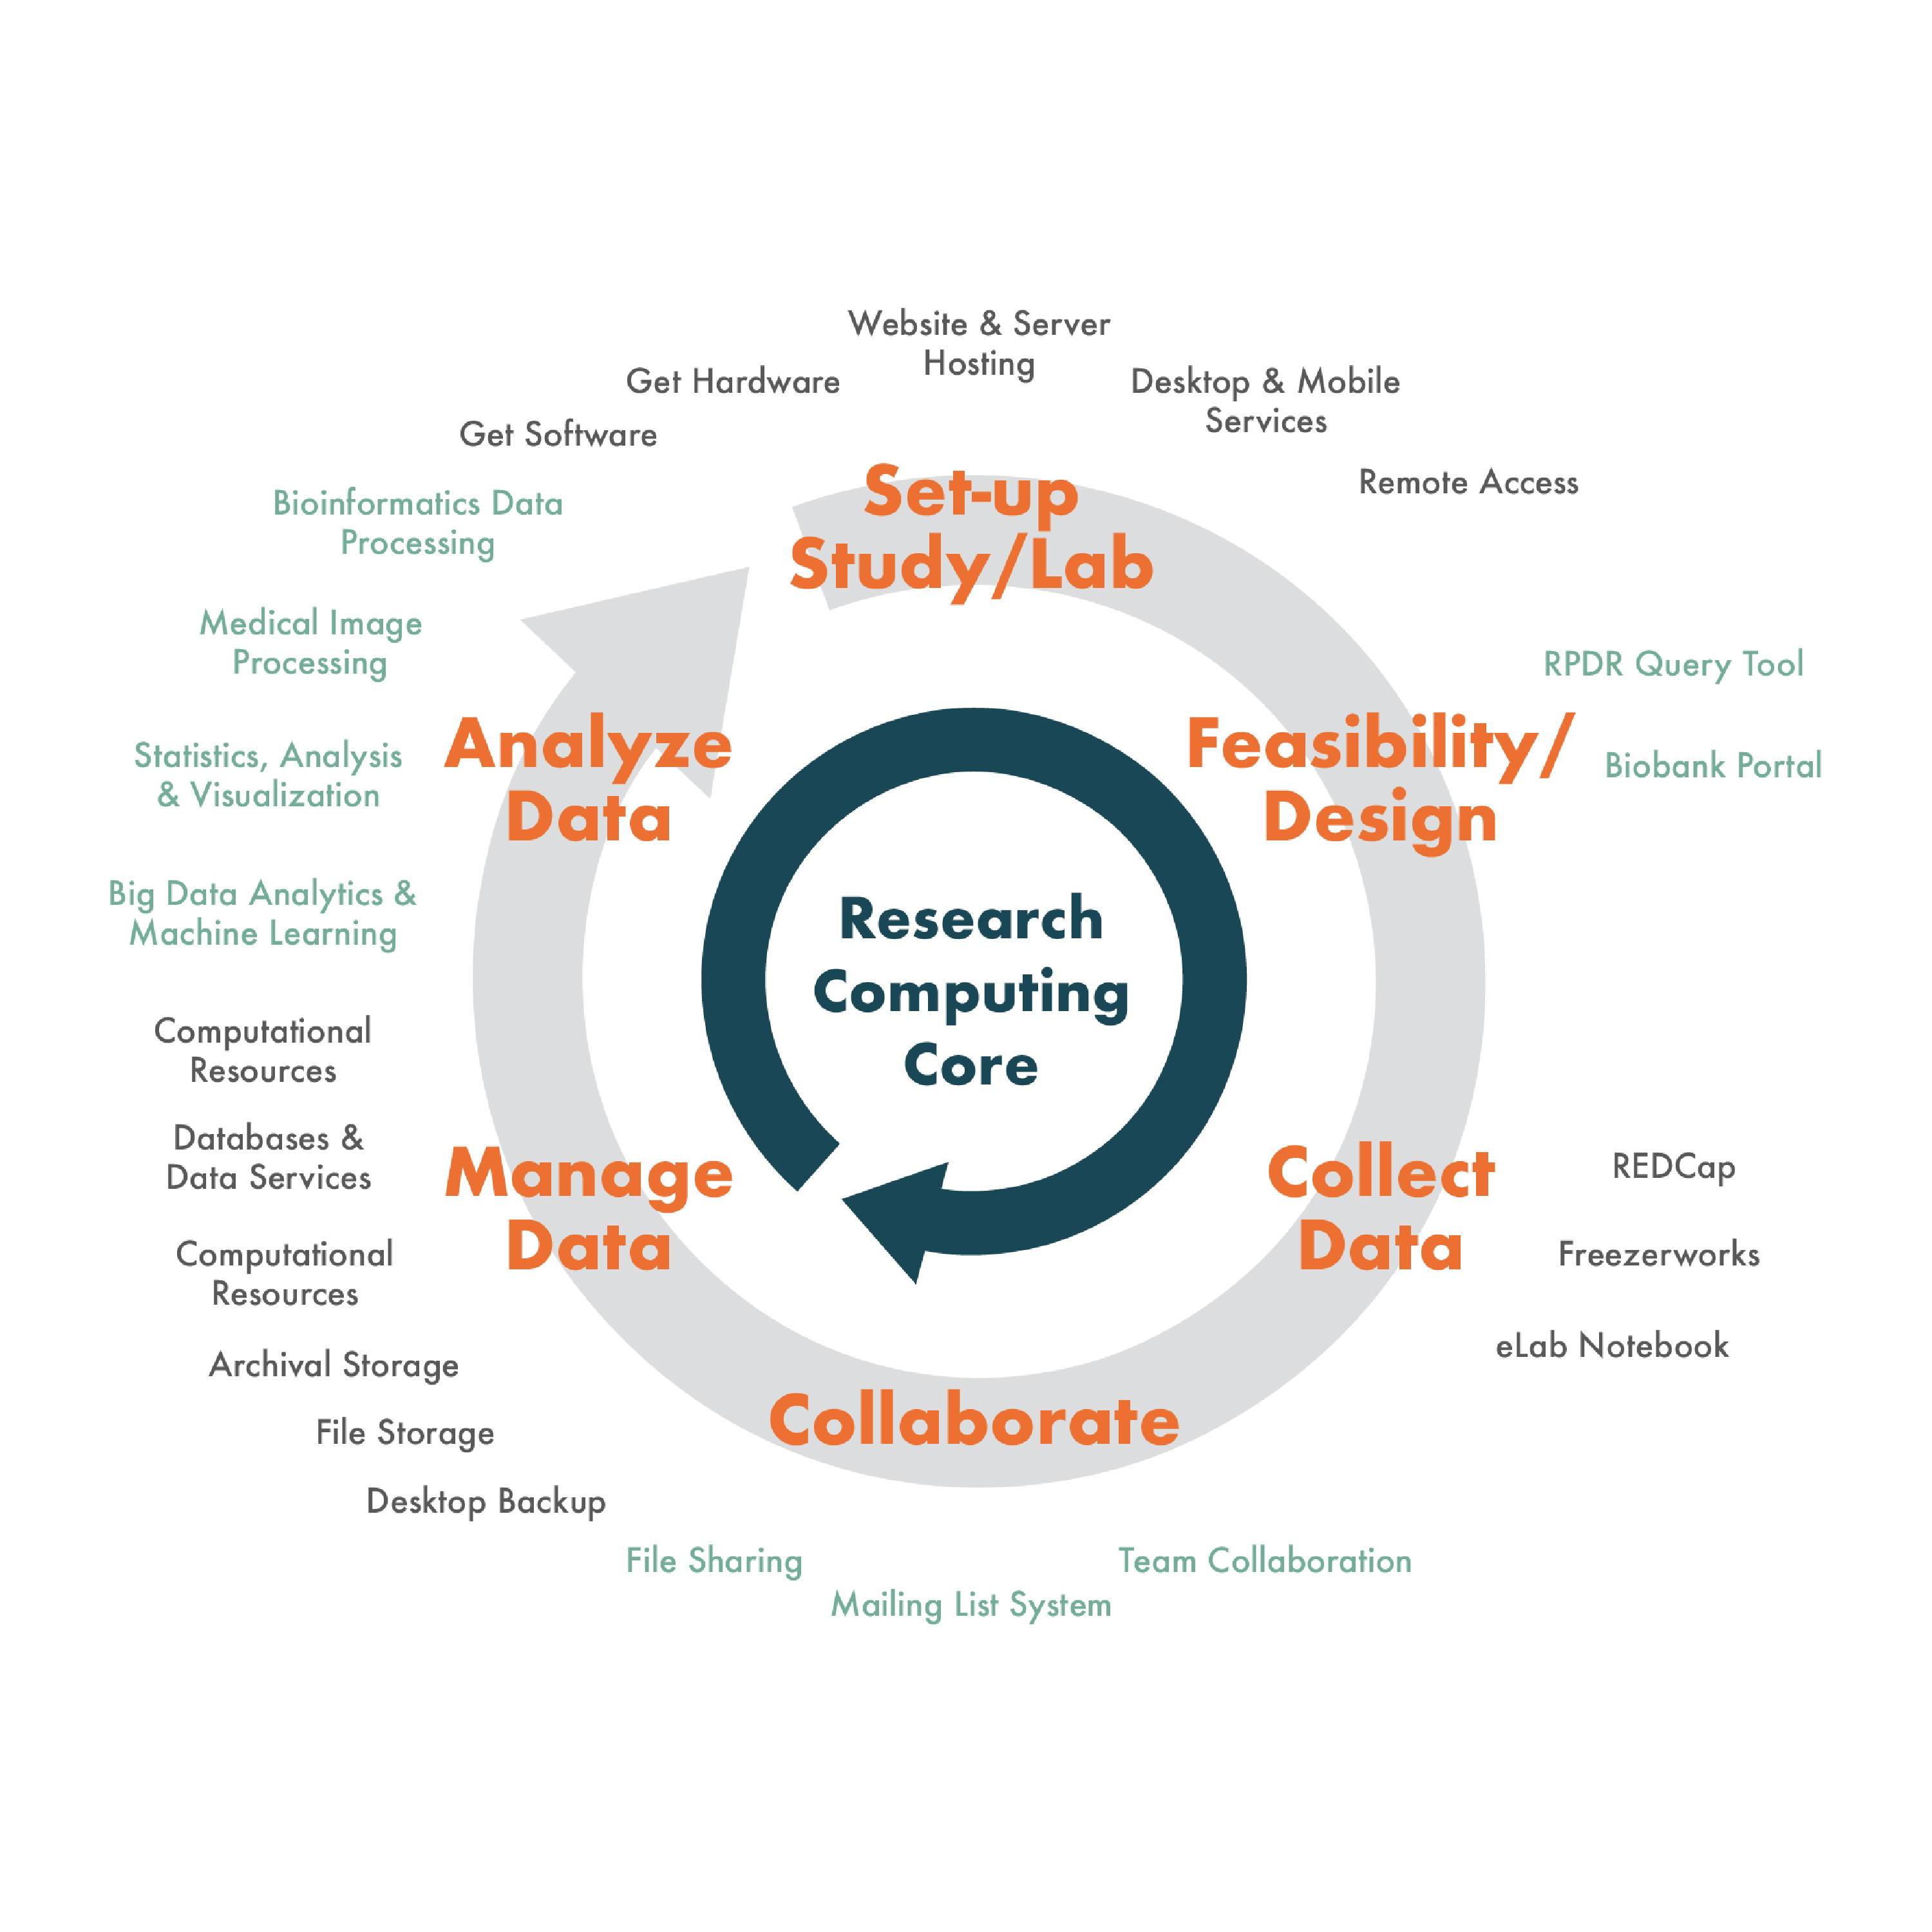 Website & Server
Hosting
Get Hardware
Desktop & Mobile
Services
Get Software
Remote Access
Bioinformatics Data
Processing
Set-up
Study/Lab
Medical Image
Processing
RPDR Query Tool
Statistics, Analysis
& Visualization
Analyze
Data
Feasibility/
Design
Biobank Portal
Big Data Analytics &
Machine Learning
Research
Computing
Core
Computational
Resources
Databases &
Data Services
Manage
Data
Collect
Data
REDCap
Computational
Resources
Freezerworks
Archival Storage
eLab Notebook
File Storage
Collaborate
Desktop Backup
File Sharing
Team Collaboration
Mailing List System